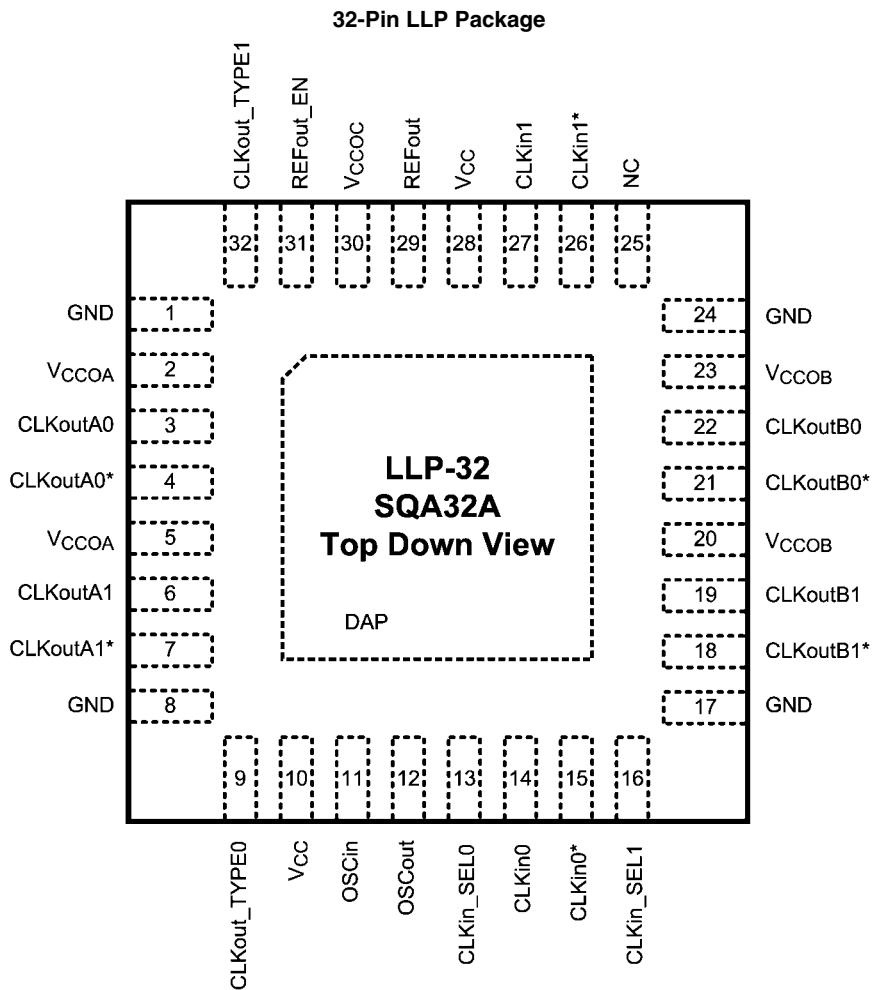 32-Pin LLP Package
CLKout_TYPE1
REFout_EN
VCCOC
REFout
VCC
CLKin1
CLKin1*
NC
32 31 30 29 28 27 26 25
GND 1 24 GND
VCCOA 2 23 VCCOB
CLKoutA0 3 22 CLKoutB0
CLKoutA0* 4 21 CLKoutB0*
VCCOA 5 20 VCCOB
CLKoutA1 6 19 CLKoutB1
CLKoutA1* 7 18 CLKoutB1*
GND 8 17 GND
LLP-32
SQA32A
Top Down View
DAP
9 10 11 12 13 14 15 16
CLKout_TYPE0
VCC
OSCin
OSCout
CLKin_SEL0
CLKin0
CLKin0*
CLKin_SEL1